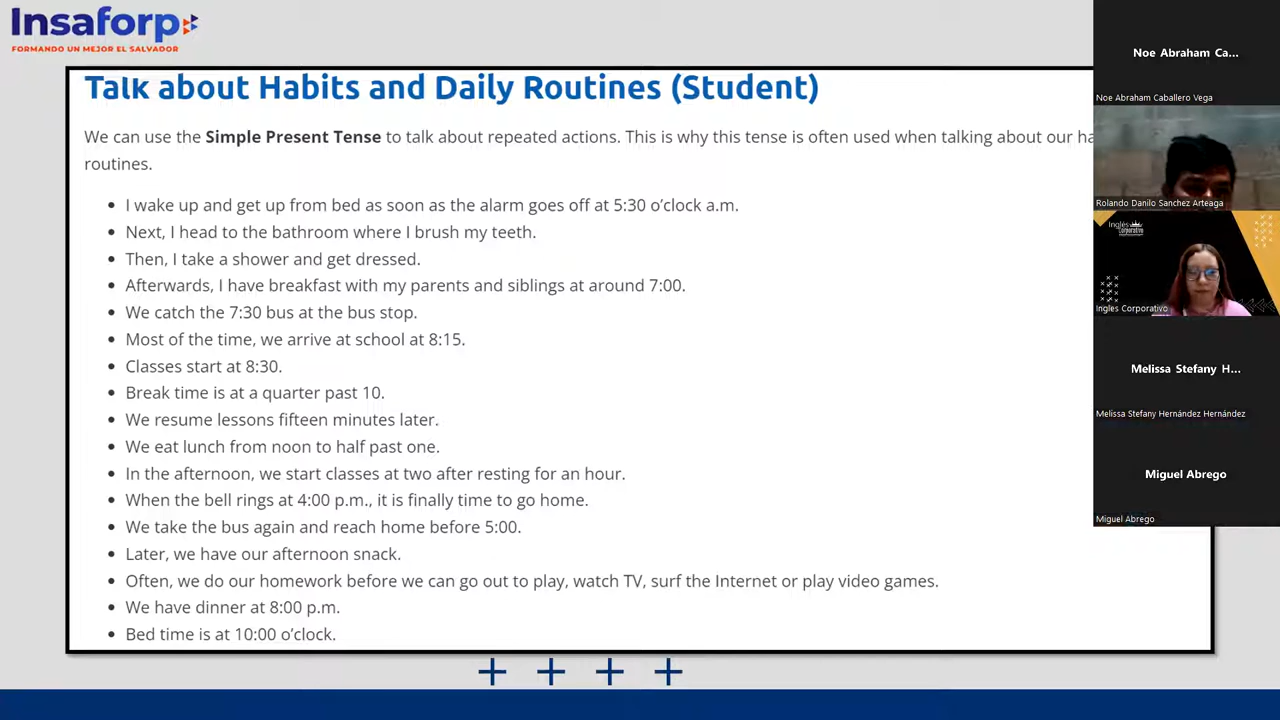 Insaforp
FORMANDO UN MEJOR EL SALVADOR
Talk about Habits and Daily Routines (Student)
We can use the Simple Present Tense to talk about repeated actions. This is why this tense is often used when talking about our
routines.
• I wake up and get up from bed as soon as the alarm goes off at 5:30 o’clock a.m.
• Next, I head to the bathroom where I brush my teeth.
• Then, I take a shower and get dressed.
• Afterwards, I have breakfast with my parents and siblings at around 7:00.
• We catch the 7:30 bus at the bus stop.
• Most of the time, we arrive at school at 8:15.
• Classes start at 8:30.
• Break time is at a quarter past 10.
• We resume lessons fifteen minutes later.
• We eat lunch from noon to half past one.
• In the afternoon, we start classes at two after resting for an hour.
• When the bell rings at 4:00 p.m., it is finally time to go home.
• We take the bus again and reach home before 5:00.
• Later, we have our afternoon snack.
• Often, we do our homework before we can go out to play, watch TV, surf the Internet or play video games.
• We have dinner at 8:00 p.m.
• Bed time is at 10:00 o’clock.
Noe Abraham Ca...
Noe Abraham Caballero Vega
Rolando Danilo Sanchez Arteaga
Inglés
Corporativo
Ingles Corporativo
Melissa Stefany H...
Melissa Stefany Hernández Hernández
Miguel Abrego
Miguel Abrego